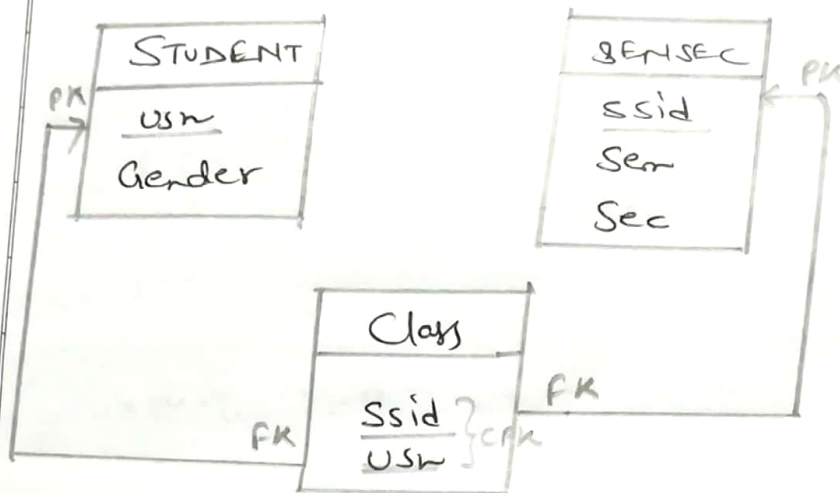 STUDENT
PK
usn
Gender
SEMSEC
PK
ssid
Sem
Sec
Class
Ssid
USN
CPK
FK
FK